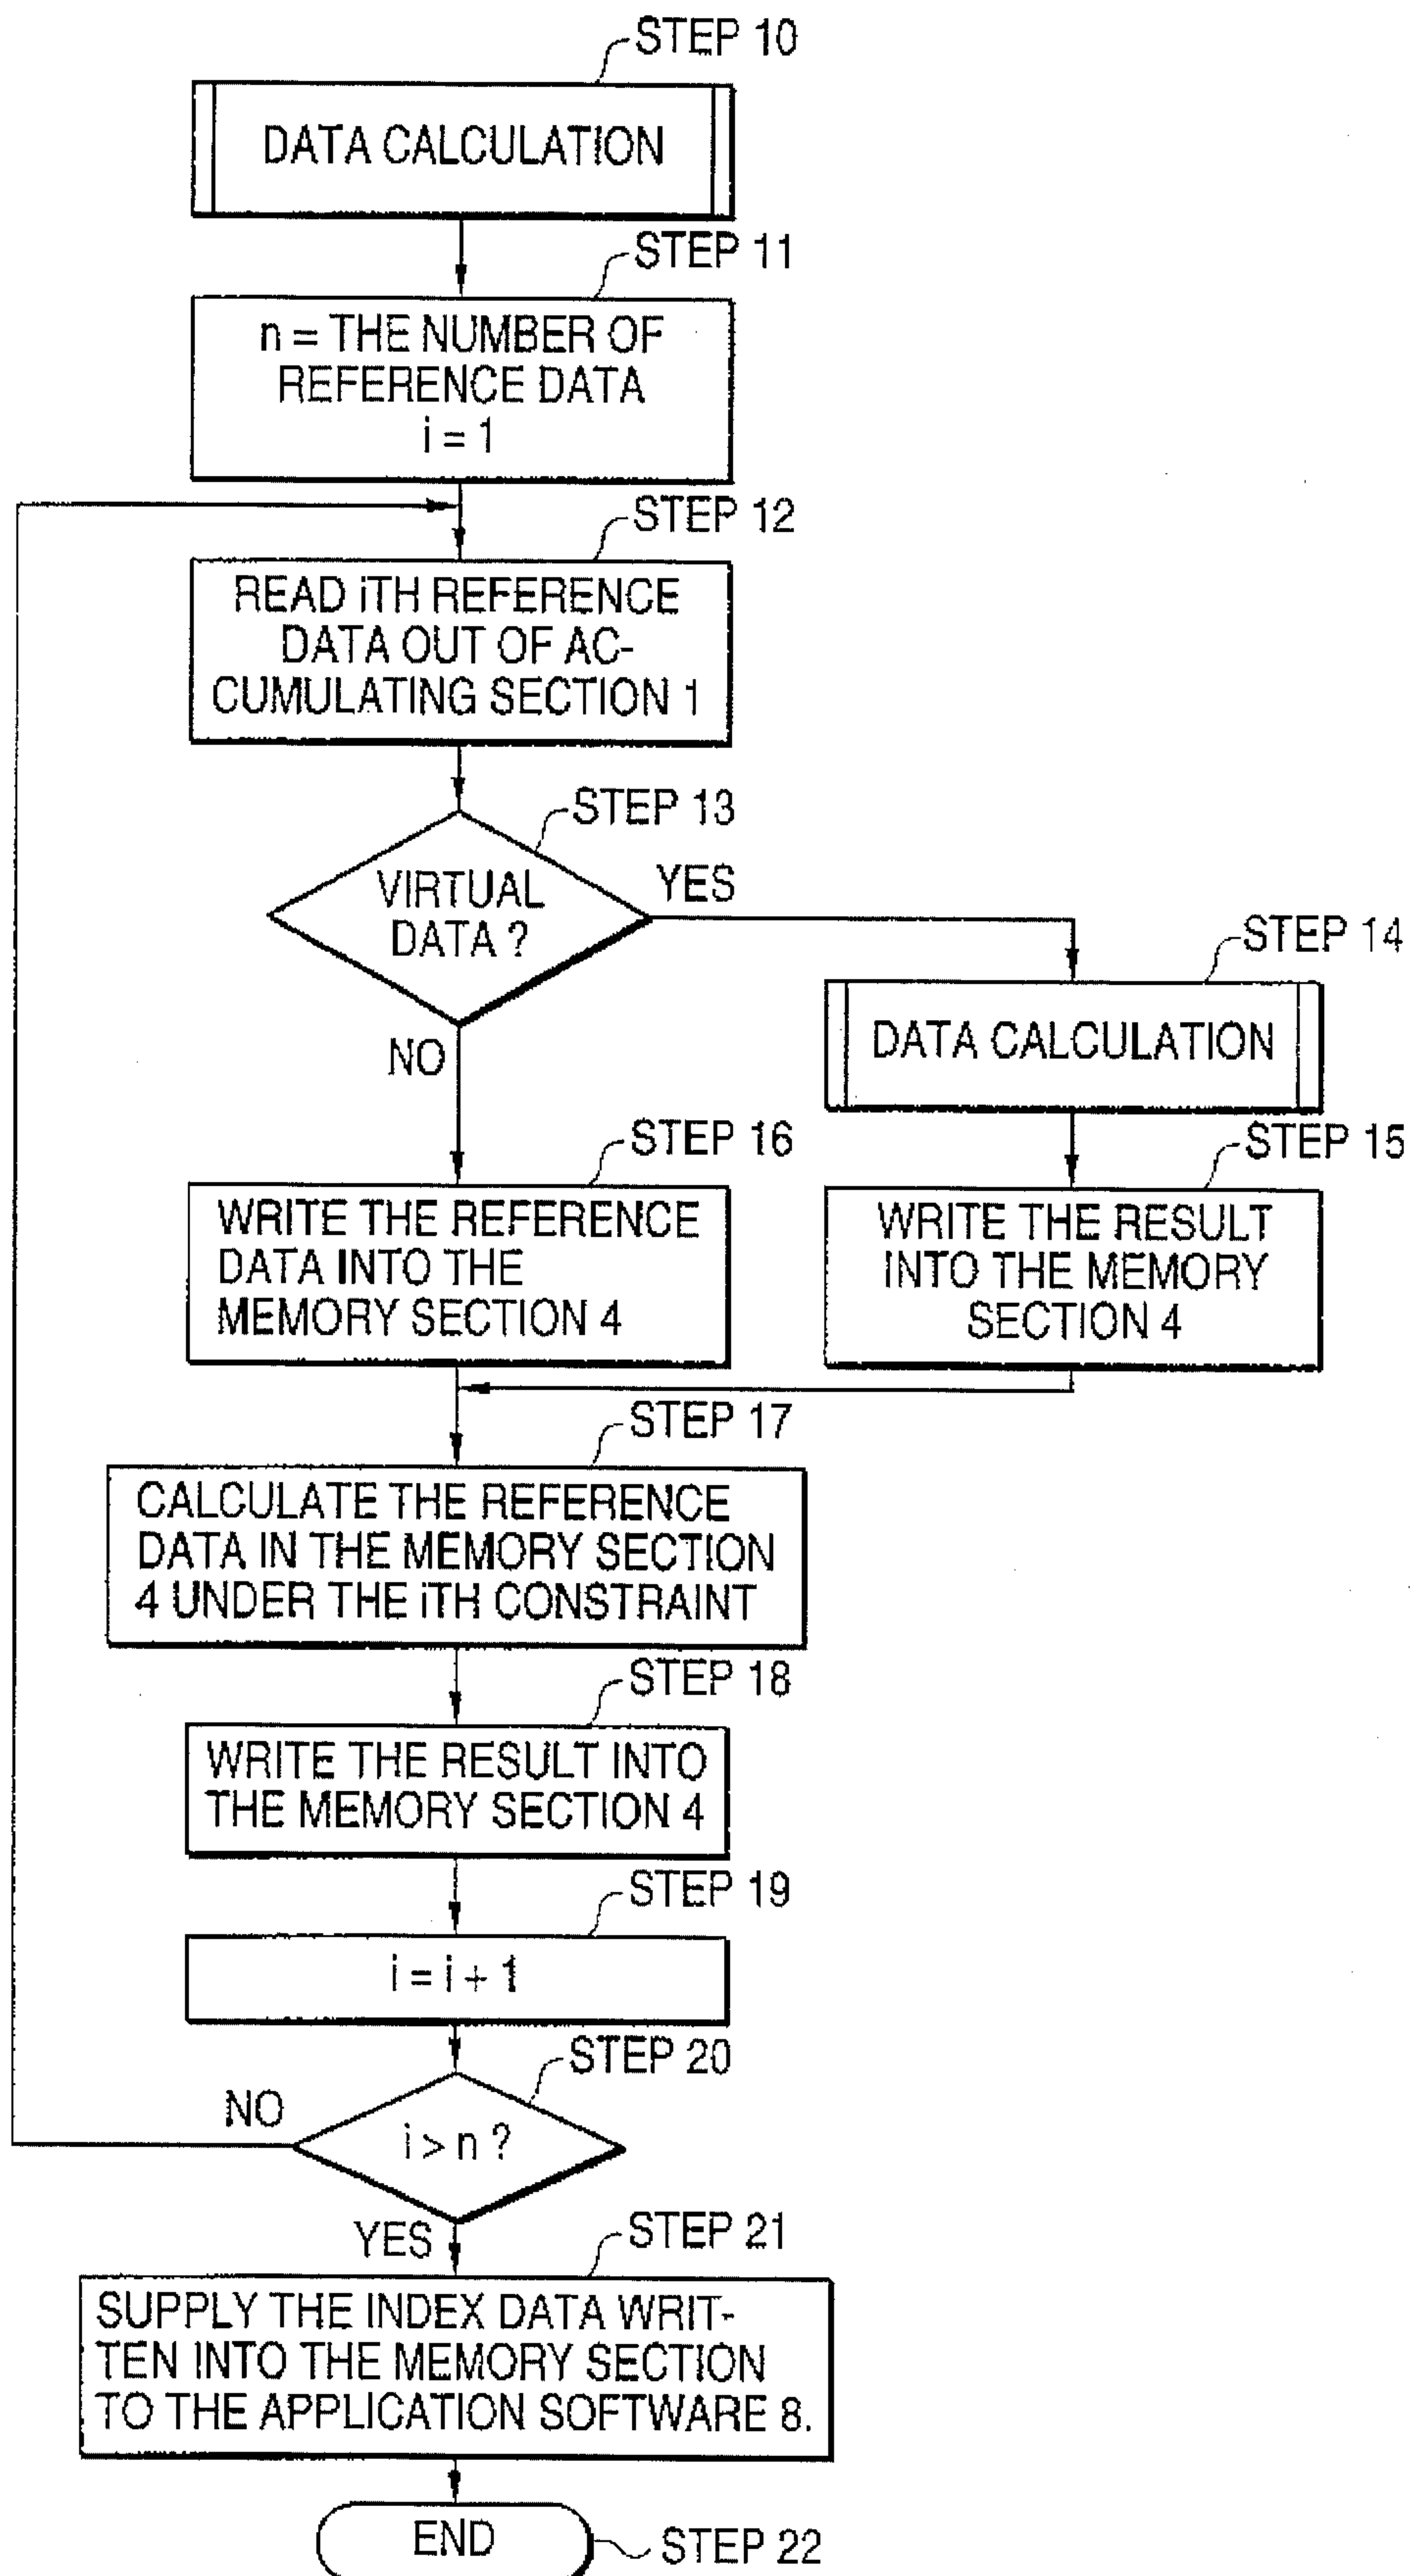 STEP 10
DATA CALCULATION
STEP 11
n = THE NUMBER OF
REFERENCE DATA
i = 1
STEP 12
READ iTH REFERENCE
DATA OUT OF AC-
CUMULATING SECTION 1
STEP 13
VIRTUAL
DATA ?
YES
NO
STEP 14
DATA CALCULATION
STEP 15
WRITE THE RESULT
INTO THE MEMORY
SECTION 4
STEP 16
WRITE THE REFERENCE
DATA INTO THE
MEMORY SECTION 4
STEP 17
CALCULATE THE REFERENCE
DATA IN THE MEMORY SECTION
4 UNDER THE iTH CONSTRAINT
STEP 18
WRITE THE RESULT INTO
THE MEMORY SECTION 4
STEP 19
i = i + 1
STEP 20
NO
i > n ?
YES
STEP 21
SUPPLY THE INDEX DATA WRIT-
TEN INTO THE MEMORY SECTION
TO THE APPLICATION SOFTWARE 8.
END
STEP 22